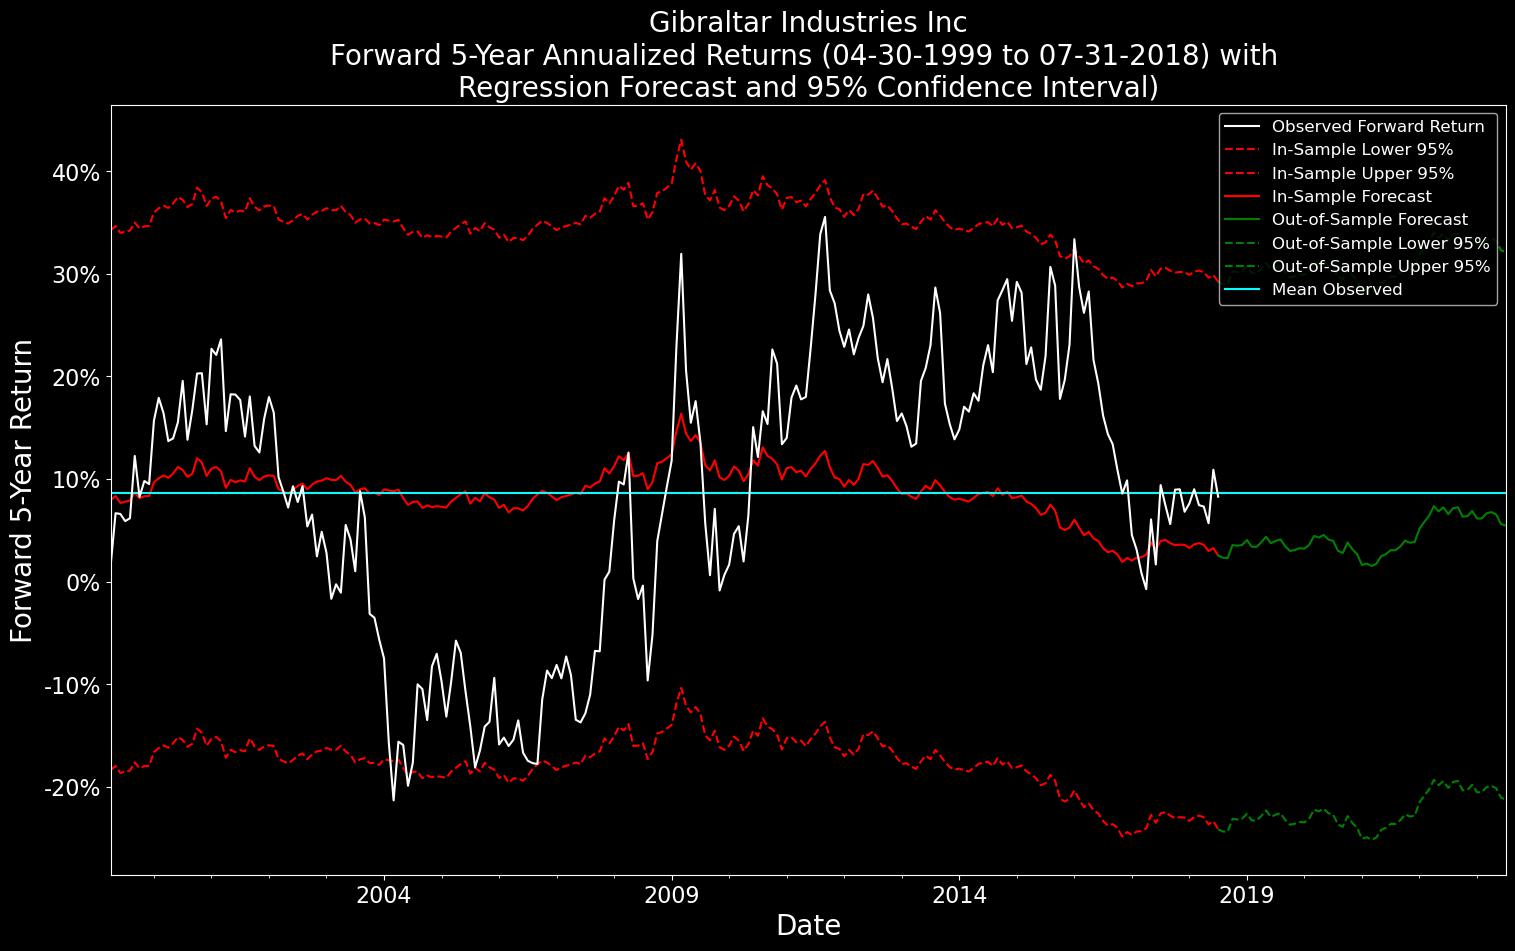 Gibraltar Industries Inc
Forward 5-Year Annualized Returns (04-30-1999 to 07-31-2018) with
Regression Forecast and 95% Confidence Interval)
Observed Forward Return
In-Sample Lower 95%
In-Sample Upper 95%
In-Sample Forecast
Out-of-Sample Forecast
Out-of-Sample Lower 95%
Out-of-Sample Upper 95%
Mean Observed
Forward 5-Year Return
40%
30%
20%
10%
0%
-10%
-20%
2004
2009
2014
2019
Date